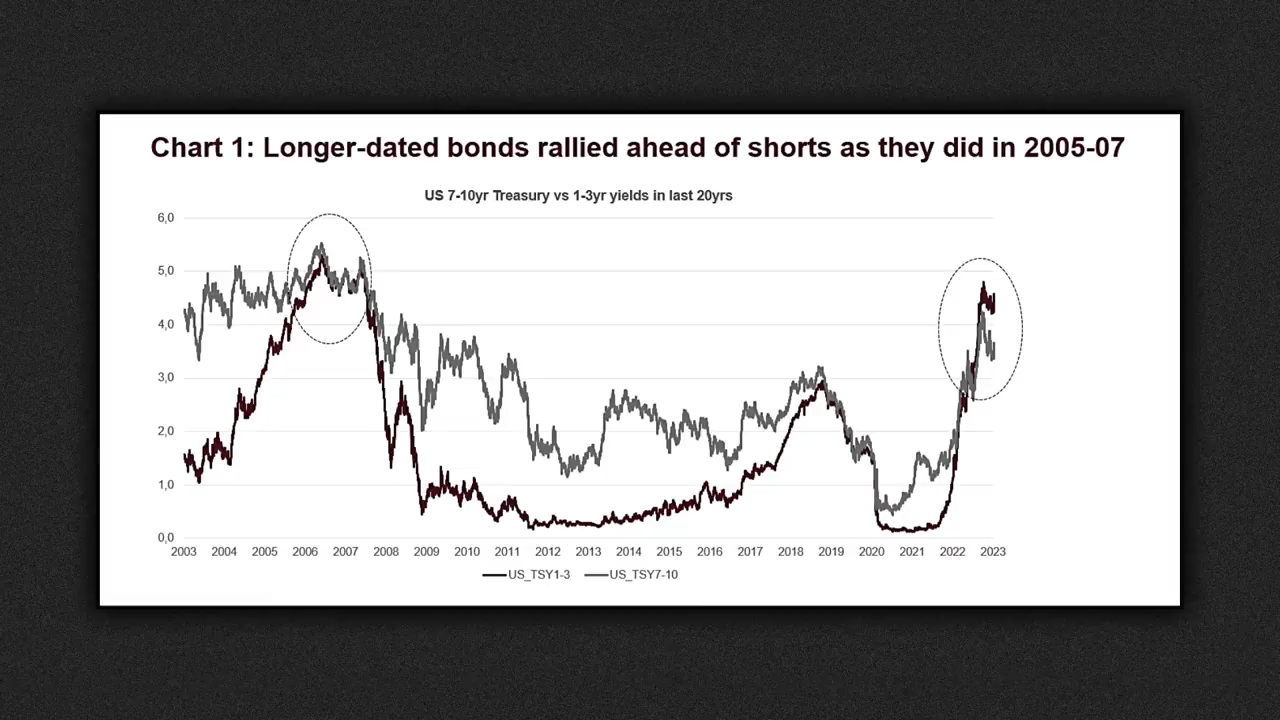 Chart 1: Longer-dated bonds rallied ahead of shorts as they did in 2005-07
US 7-10yr Treasury vs 1-3yr yields in last 20yrs
6,0
5,0
4,0
3,0
2,0
1,0
0,0
2003 2004 2005 2006 2007 2008 2009 2010 2011 2012 2013 2014 2015 2016 2017 2018 2019 2020 2021 2022 2023
US_TSY1-3 US_TSY7-10